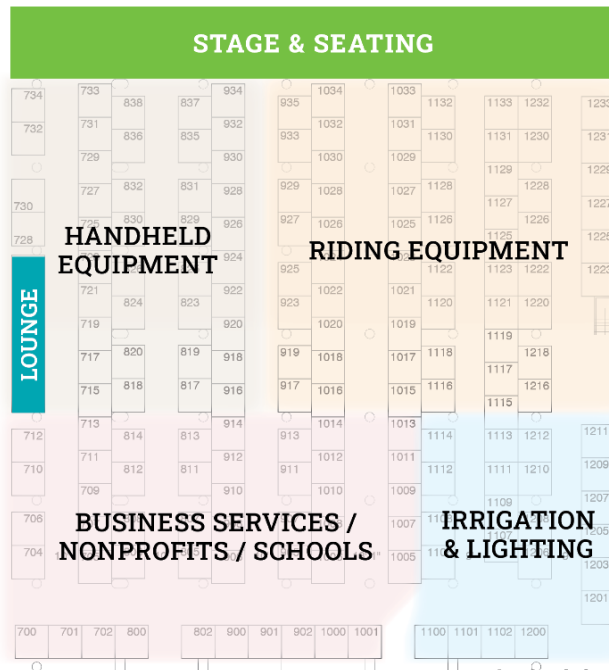 STAGE & SEATING
734 733 838 837 934 935 1034 1033 1132 1133 1232 1233
732 731 836 835 932 933 1032 1031 1130 1131 1230
729 930 1030 1029 1129
727 832 831 928 929 1028 1027 1128 1127 1228
730 725 830 829 926 927 1026 1025 1126 1125 1226
728
HANDHELD
EQUIPMENT
RIDING EQUIPMENT
924
925 1122 1123 1222
721 922 1022 1021
824 823 923 1120 1121 1220
719 920 1020 1019
1119
LOUNGE
717 820 819 918 919 1018 1017 1118 1218
1117
715 818 817 916 917 1016 1015 1116 1216
1115
713 914 1014 1013
712 814 813 913 1114 1113 1212
711 912 1012 1011
710 812 811 911 1112 1111 1210
709 910 1010 1009 1109
706 1007
704 1005
BUSINESS SERVICES /
NONPROFITS / SCHOOLS
IRRIGATION
& LIGHTING
1107
700 701 702 800 802 900 901 902 1000 1001 1100 1101 1102 1200